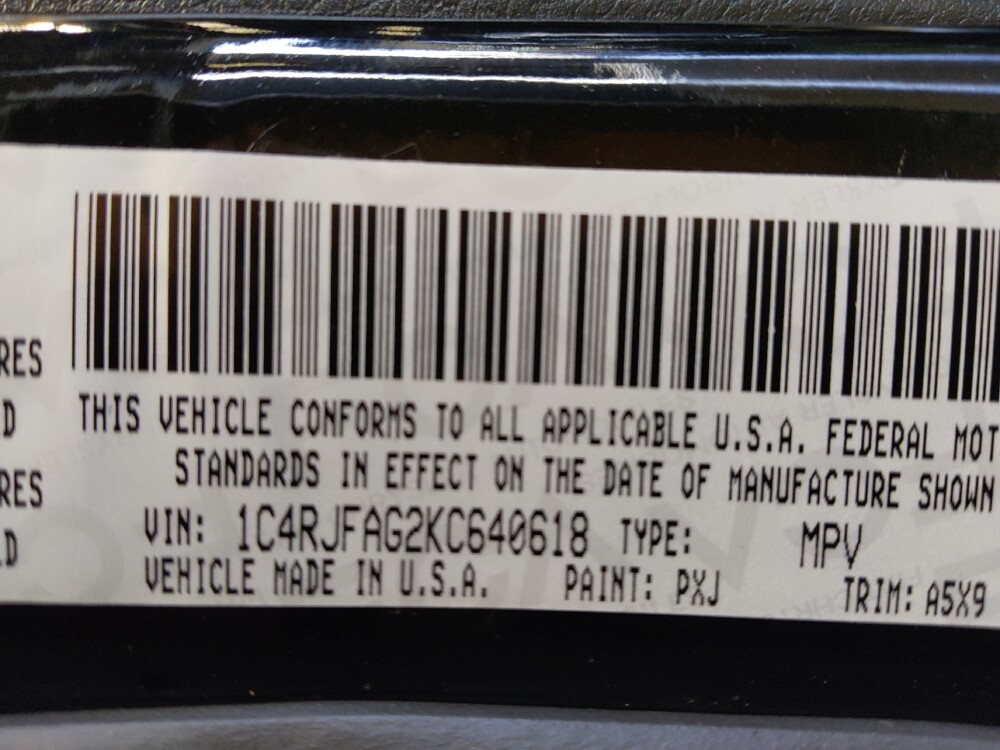 RES
D
RES
LD
THIS VEHICLE CONFORMS TO ALL APPLICABLE U.S.A. FEDERAL MOT
STANDARDS IN EFFECT ON THE DATE OF MANUFACTURE SHOWN
VIN: 1C4RJFAG2KC640618 TYPE: MPV
VEHICLE MADE IN U.S.A. PAINT: PXJ TRIM: A5X9